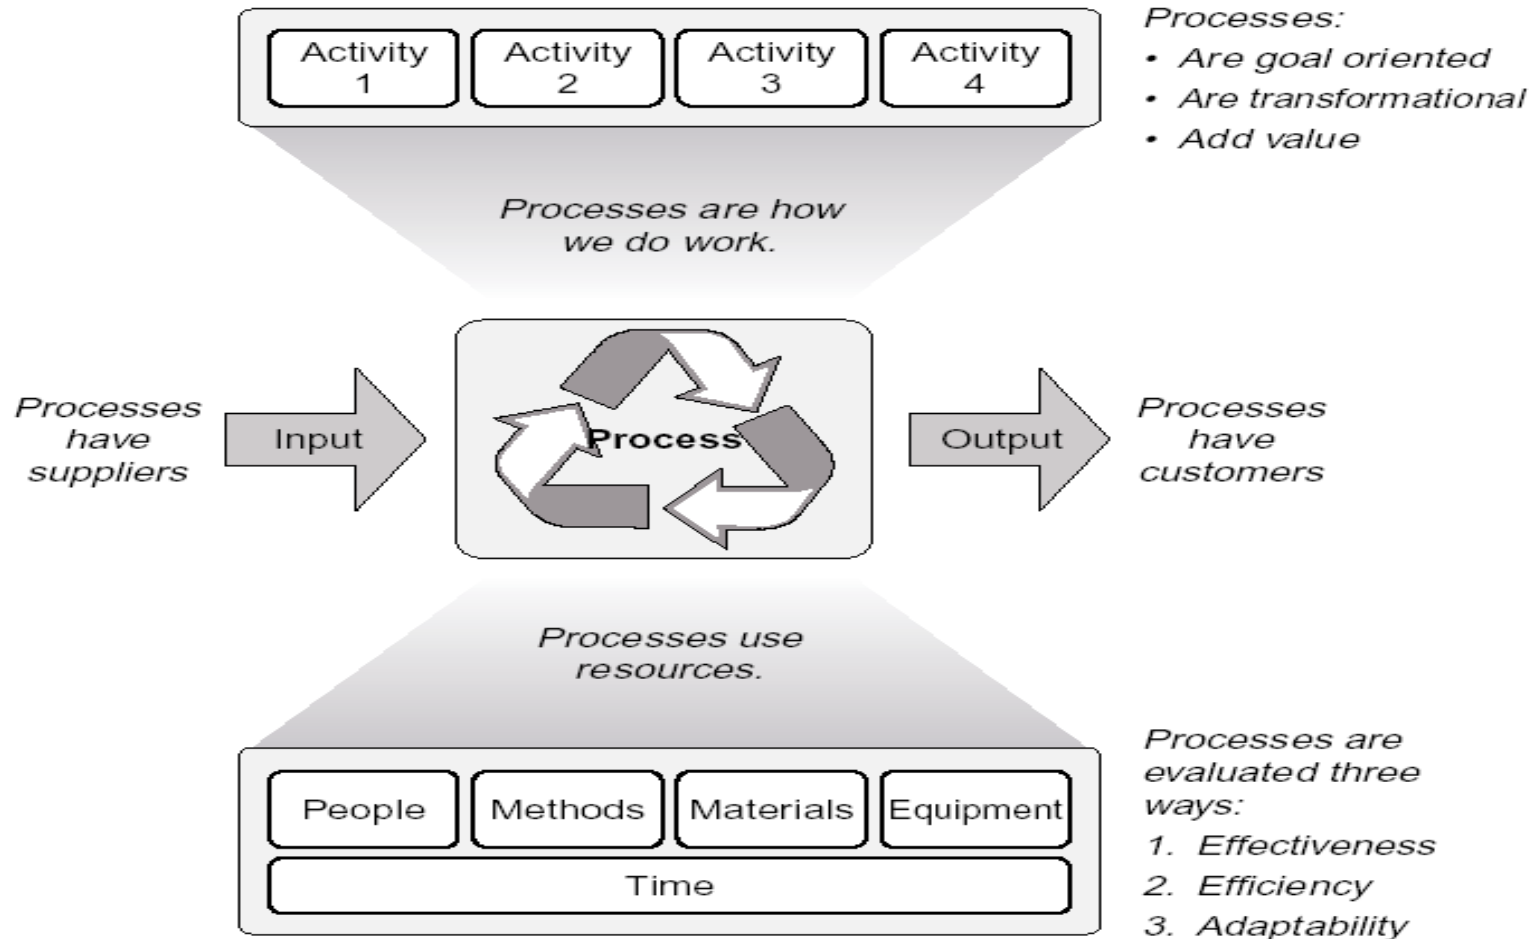 Activity
1
Activity
2
Activity
3
Activity
4
Processes:
• Are goal oriented
• Are transformational
• Add value
Processes are how
we do work.
Processes
have
suppliers
Input
Process
Output
Processes
have
customers
Processes use
resources.
People
Methods
Materials
Equipment
Time
Processes are
evaluated three
ways:
1. Effectiveness
2. Efficiency
3. Adaptability